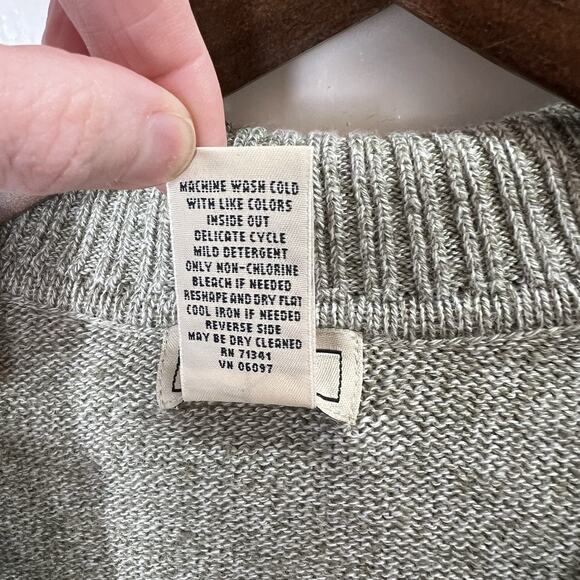 MACHINE WASH COLD
WITH LIKE COLORS
INSIDE OUT
DELICATE CYCLE
MILD DETERGENT
ONLY NON-CHLORINE
BLEACH IF NEEDED
RESHAPE AND DRY FLAT
COOL IRON IF NEEDED
REVERSE SIDE
MAY BE DRY CLEANED
RN 71341
VN 06097